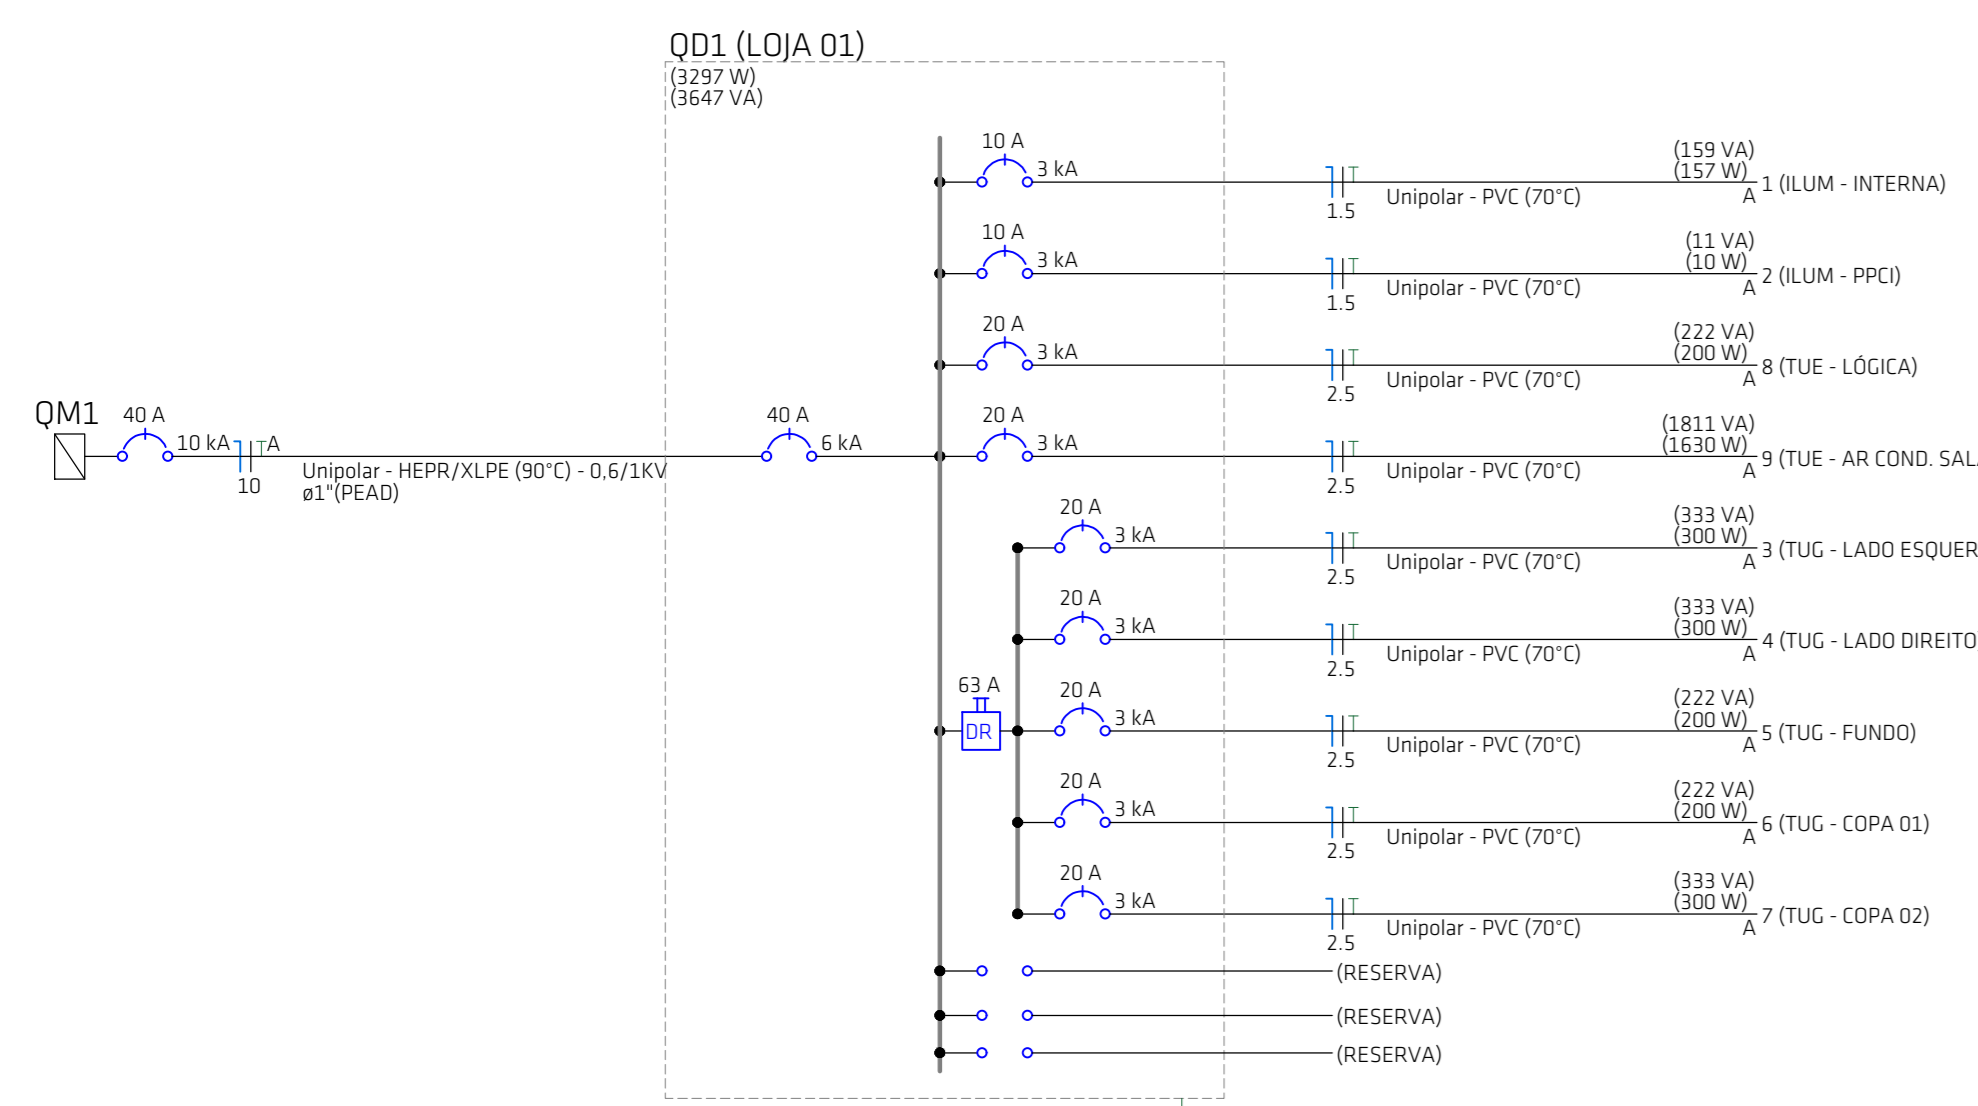 QD1 (LOJA 01)
(3297 W)
(3647 VA)
10 A
3 kA
1.5
Unipolar - PVC (70°C)
(159 VA)
(157 W)
A
1 (ILUM - INTERNA)
10 A
3 kA
1.5
Unipolar - PVC (70°C)
(11 VA)
(10 W)
A
2 (ILUM - PPCI)
20 A
3 kA
2.5
Unipolar - PVC (70°C)
(222 VA)
(200 W)
A
8 (TUE - LÓGICA)
QM1
40 A
10 kA
A
10
Unipolar - HEPR/XLPE (90°C) - 0,6/1KV
ø1"(PEAD)
40 A
6 kA
20 A
3 kA
2.5
Unipolar - PVC (70°C)
(1811 VA)
(1630 W)
A
9 (TUE - AR COND. SAL
20 A
3 kA
2.5
Unipolar - PVC (70°C)
(333 VA)
(300 W)
A
3 (TUG - LADO ESQUER
20 A
3 kA
2.5
Unipolar - PVC (70°C)
(333 VA)
(300 W)
A
4 (TUG - LADO DIREITO)
63 A
DR
20 A
3 kA
2.5
Unipolar - PVC (70°C)
(222 VA)
(200 W)
A
5 (TUG - FUNDO)
20 A
3 kA
2.5
Unipolar - PVC (70°C)
(222 VA)
(200 W)
A
6 (TUG - COPA 01)
20 A
3 kA
2.5
Unipolar - PVC (70°C)
(333 VA)
(300 W)
A
7 (TUG - COPA 02)
(RESERVA)
(RESERVA)
(RESERVA)